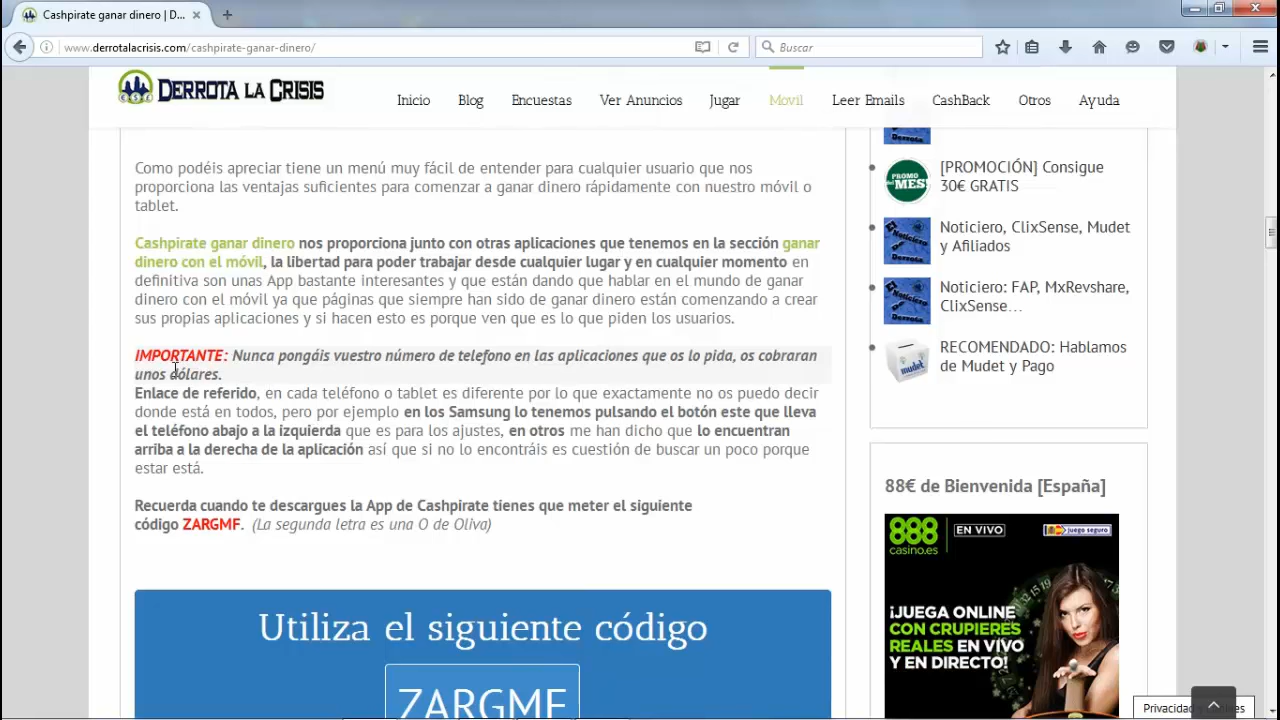 Cashpirate ganar dinero | D...
www.derrotalacrisis.com/cashpirate-ganar-dinero/
Buscar
DERROTA LA CRISIS
Inicio Blog Encuestas Ver Anuncios Jugar Movil Leer Emails CashBack Otros Ayuda
Como podéis apreciar tiene un menú muy fácil de entender para cualquier usuario que nos
proporciona las ventajas suficientes para comenzar a ganar dinero rápidamente con nuestro móvil o
tablet.
Cashpirate ganar dinero nos proporciona junto con otras aplicaciones que tenemos en la sección ganar
dinero con el móvil, la libertad para poder trabajar desde cualquier lugar y en cualquier momento en
definitiva son unas App bastante interesantes y que están dando que hablar en el mundo de ganar
dinero con el móvil ya que páginas que siempre han sido de ganar dinero están comenzando a crear
sus propias aplicaciones y si hacen esto es porque ven que es lo que piden los usuarios.
IMPORTANTE: Nunca pongáis vuestro número de telefono en las aplicaciones que os lo pida, os cobraran
unos dólares.
Enlace de referido, en cada teléfono o tablet es diferente por lo que exactamente no os puedo decir
donde está en todos, pero por ejemplo en los Samsung lo tenemos pulsando el botón este que lleva
el teléfono abajo a la izquierda que es para los ajustes, en otros me han dicho que lo encuentran
arriba a la derecha de la aplicación así que si no lo encontráis es cuestión de buscar un poco porque
estar está.
Recuerda cuando te descargues la App de Cashpirate tienes que meter el siguiente
código ZARGMF. (La segunda letra es una O de Oliva)
Utiliza el siguiente código
ZARGMF
[PROMOCIÓN] Consigue
30€ GRATIS
PROMO
del MES!
Noticiero, ClixSense, Mudet
y Afiliados
Noticiero: FAP, MxRevshare,
ClixSense...
RECOMENDADO: Hablamos
de Mudet y Pago
mudet
88€ de Bienvenida [España]
888
casino.es
EN VIVO
juego seguro
¡JUEGA ONLINE
CON CRUPIERES
REALES EN VIVO
Y EN DIRECTO!
Privacidad y cookies